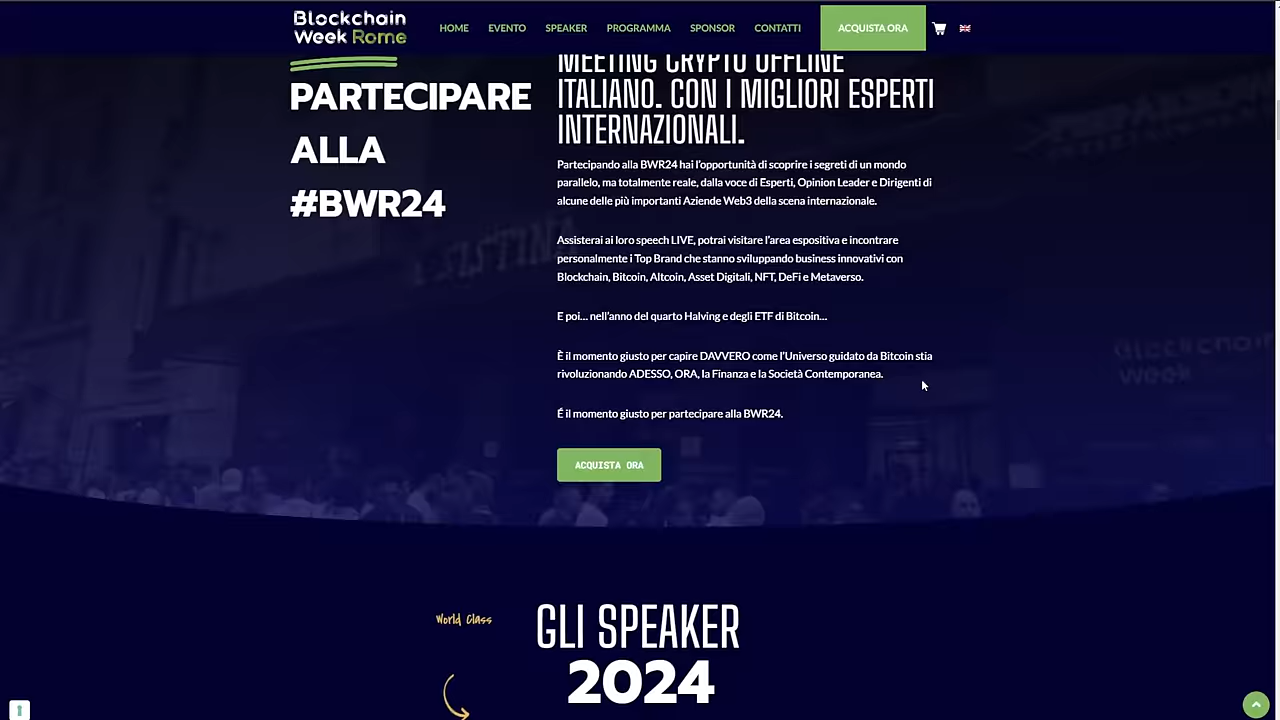 Blockchain
Week Rome
HOME EVENTO SPEAKER PROGRAMMA SPONSOR CONTATTI ACQUISTA ORA
PARTECIPARE
ALLA
#BWR24
MEETING CRYPTO OFFLINE
ITALIANO. CON I MIGLIORI ESPERTI
INTERNAZIONALI.
Partecipando alla BWR24 hai l'opportunità di scoprire i segreti di un mondo
parallelo, ma totalmente reale, dalla voce di Esperti, Opinion Leader e Dirigenti di
alcune delle più importanti Aziende Web3 della scena internazionale.
Assisterai ai loro speech LIVE, potrai visitare l'area espositiva e incontrare
personalmente i Top Brand che stanno sviluppando business innovativi con
Blockchain, Bitcoin, Altcoin, Asset Digitali, NFT, DeFi e Metaverso.
E poi... nell'anno del quarto Halving e degli ETF di Bitcoin...
È il momento giusto per capire DAVVERO come l'Universo guidato da Bitcoin stia
rivoluzionando ADESSO, ORA, la Finanza e la Società Contemporanea.
É il momento giusto per partecipare alla BWR24.
ACQUISTA ORA
Blockchain
week
World Class
GLI SPEAKER
2024